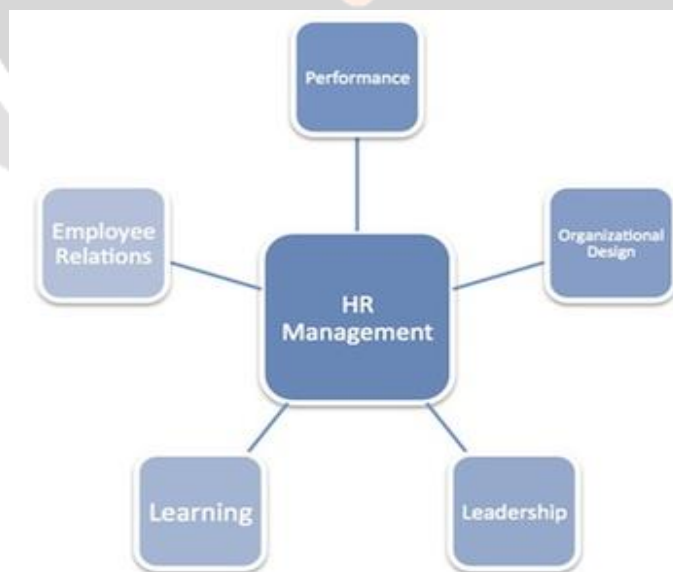 Performance
Employee
Relations
Organizational
Design
HR
Management
Learning
Leadership